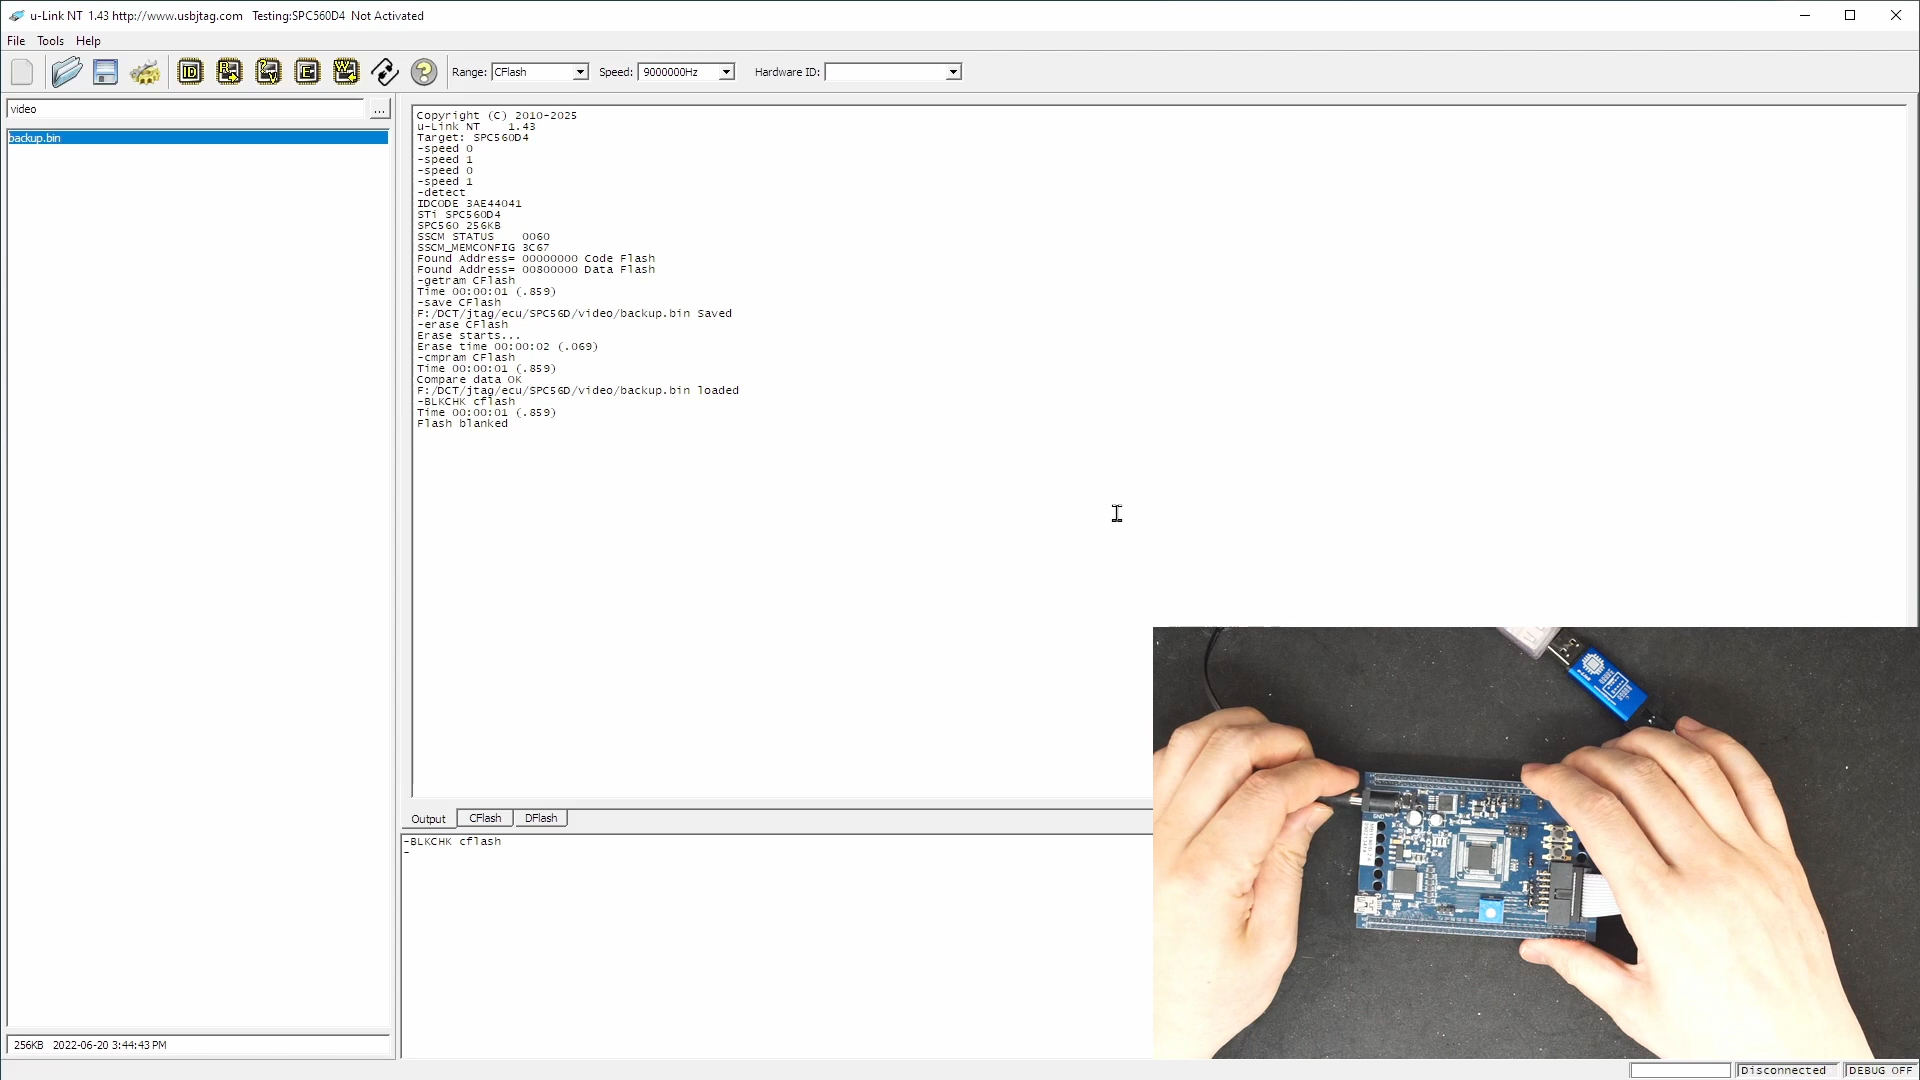 u-Link NT 1.43 http://www.usbjtag.com Testing:SPC560D4 Not Activated
File Tools Help
ID R V E W ?
Range: CFlash Speed: 9000000Hz Hardware ID:
video ...
backup.bin
Copyright (C) 2010-2025
u-Link NT 1.43
Target: SPC560D4
-speed 0
-speed 1
-speed 0
-speed 1
-detect
IDCODE 3AE44041
STi SPC560D4
SPC560 256KB
SSCM STATUS 0060
SSCM_MEMCONFIG 3C67
Found Address= 00000000 Code Flash
Found Address= 00800000 Data Flash
-getram CFlash
Time 00:00:01 (.859)
-save CFlash
F:/DCT/jtag/ecu/SPC56D/video/backup.bin Saved
-erase CFlash
Erase starts...
Erase time 00:00:02 (.069)
-cmpram CFlash
Time 00:00:01 (.859)
Compare data OK
F:/DCT/jtag/ecu/SPC56D/video/backup.bin loaded
-BLKCHK cflash
Time 00:00:01 (.859)
Flash blanked
Output CFlash DFlash
-BLKCHK cflash
-
GND
256KB 2022-06-20 3:44:43 PM
Disconnected DEBUG OFF